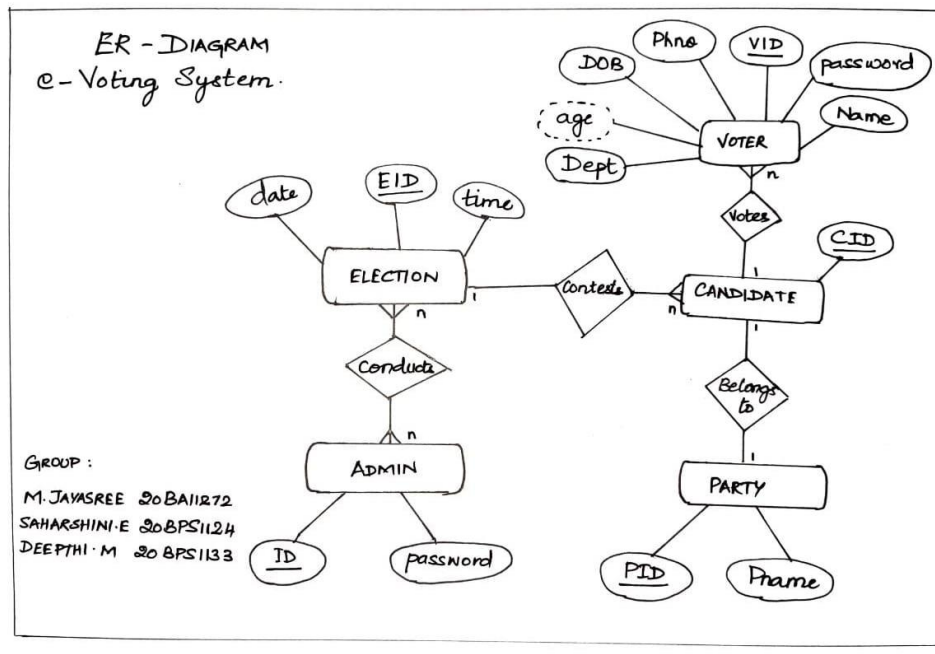 ER - DIAGRAM
e-Voting System.
Phno
VID
DOB
password
age
Name
VOTER
Dept
n
EID
date
time
Votes
CID
ELECTION
1
Contests
1
CANDIDATE
n
n
1
Conducts
Belongs
to
n
1
GROUP :
ADMIN
PARTY
M. JAYASREE 20BAI1272
SAHARSHINI.E 20BPS1124
DEEPTHI.M 20BPS1133
ID
password
PID
Pname